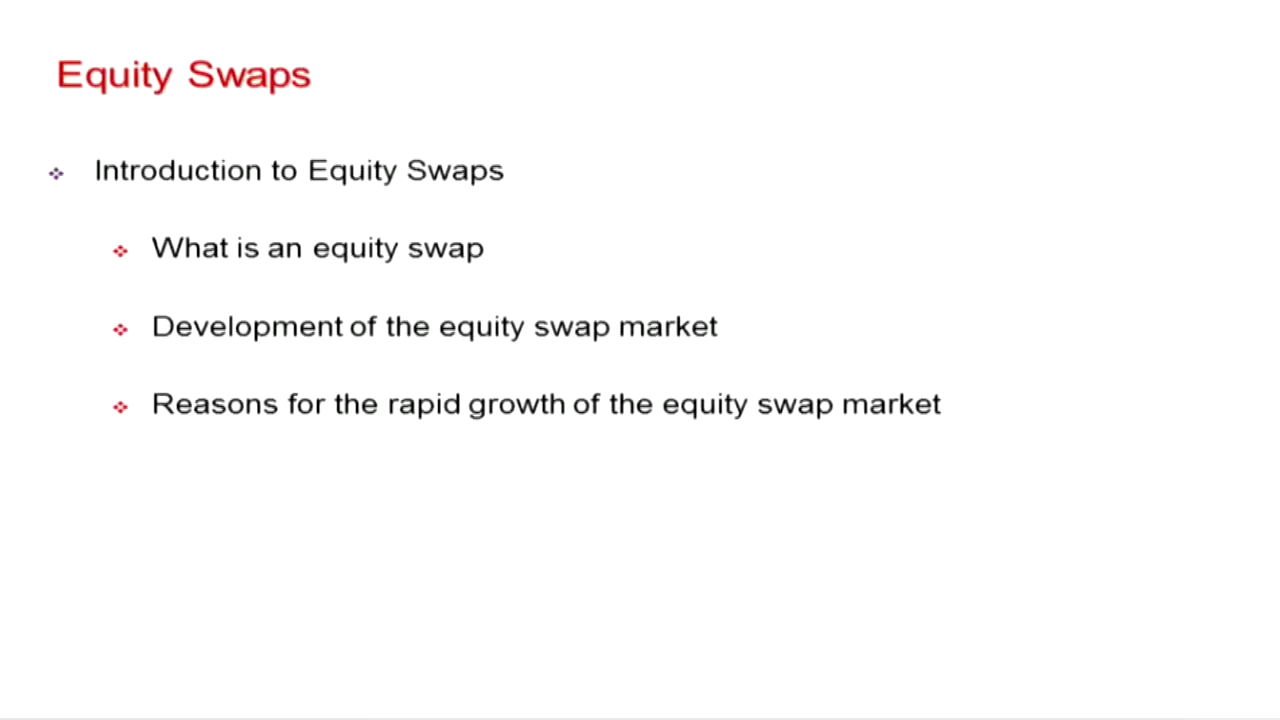 Equity Swaps
Introduction to Equity Swaps
What is an equity swap
Development of the equity swap market
Reasons for the rapid growth of the equity swap market